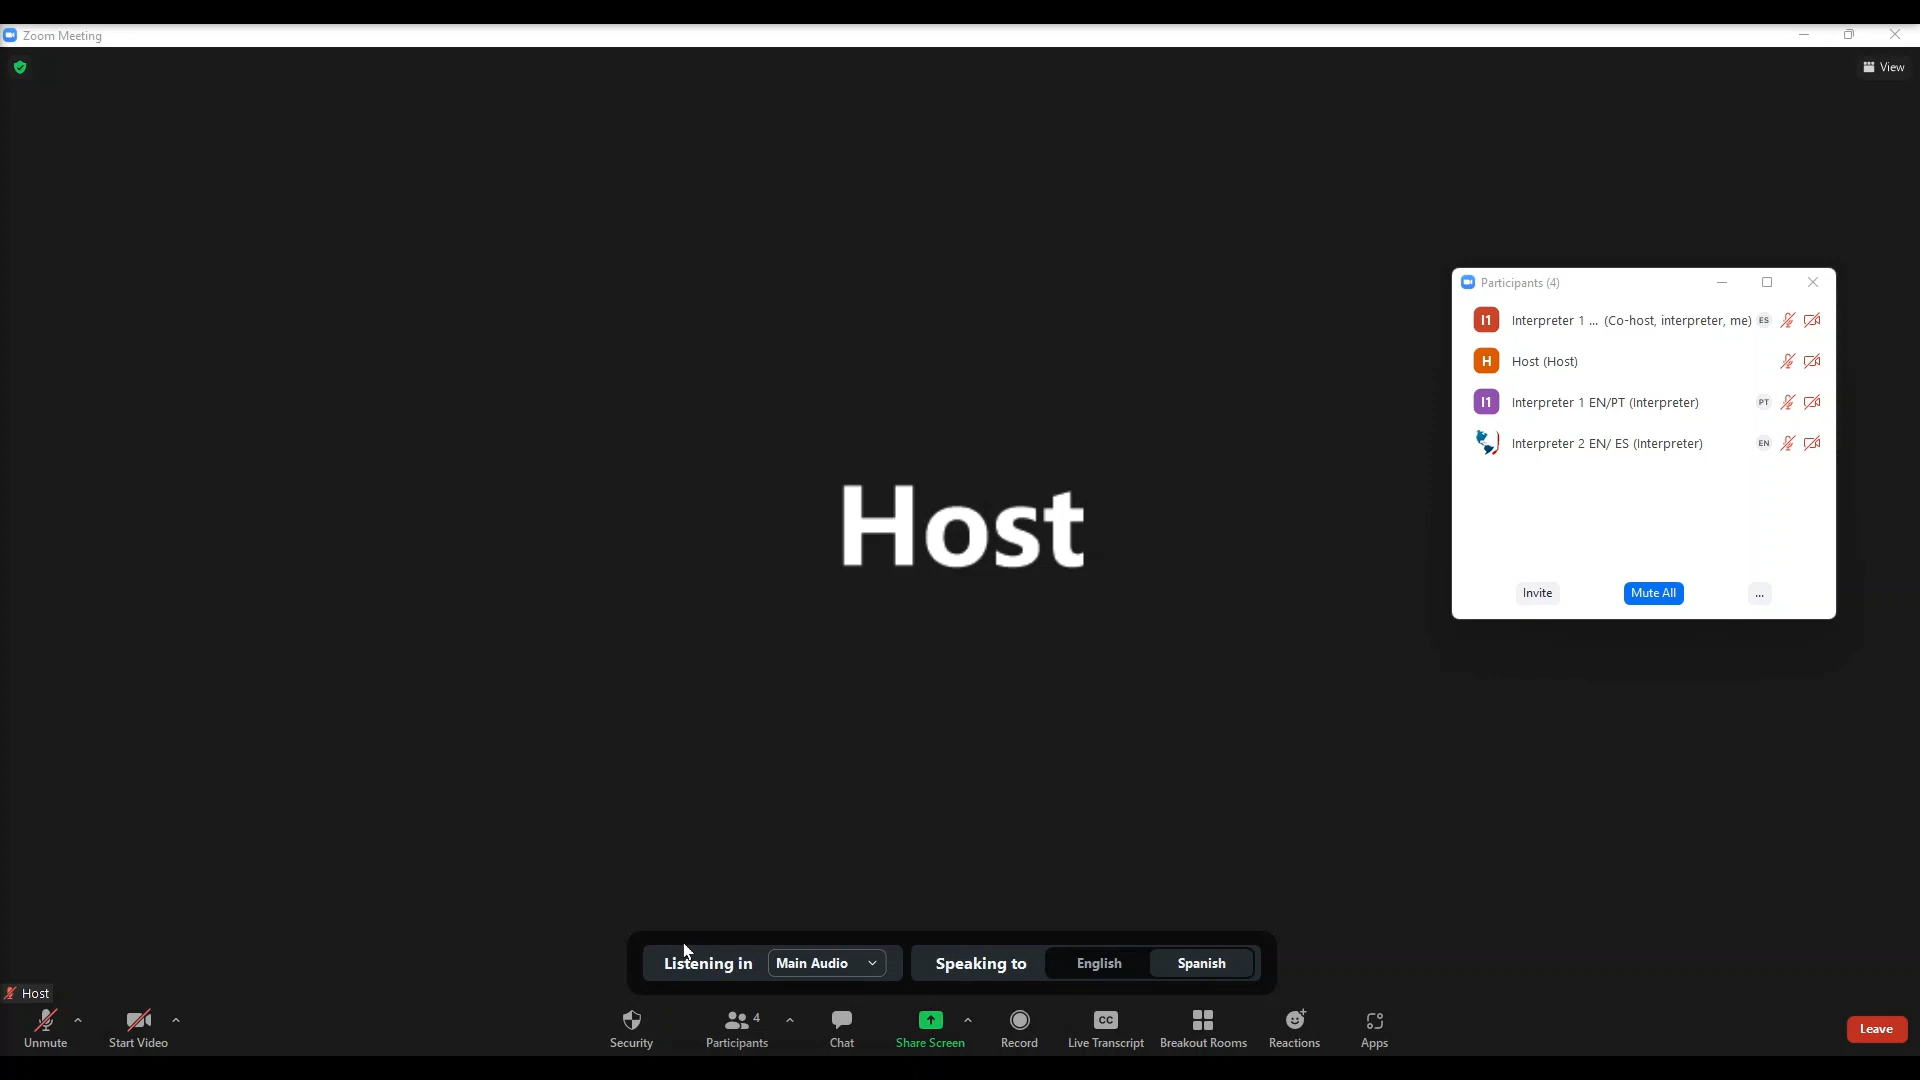 Zoom Meeting
View
Participants (4)
I1 Interpreter 1 ... (Co-host, interpreter, me) ES
H Host (Host)
I1 Interpreter 1 EN/PT (Interpreter) PT
Interpreter 2 EN/ ES (Interpreter) EN
Host
Invite Mute All ...
Listening in Main Audio Speaking to English Spanish
Host
4 CC
Unmute Start Video Security Participants Chat Share Screen Record Live Transcript Breakout Rooms Reactions Apps Leave